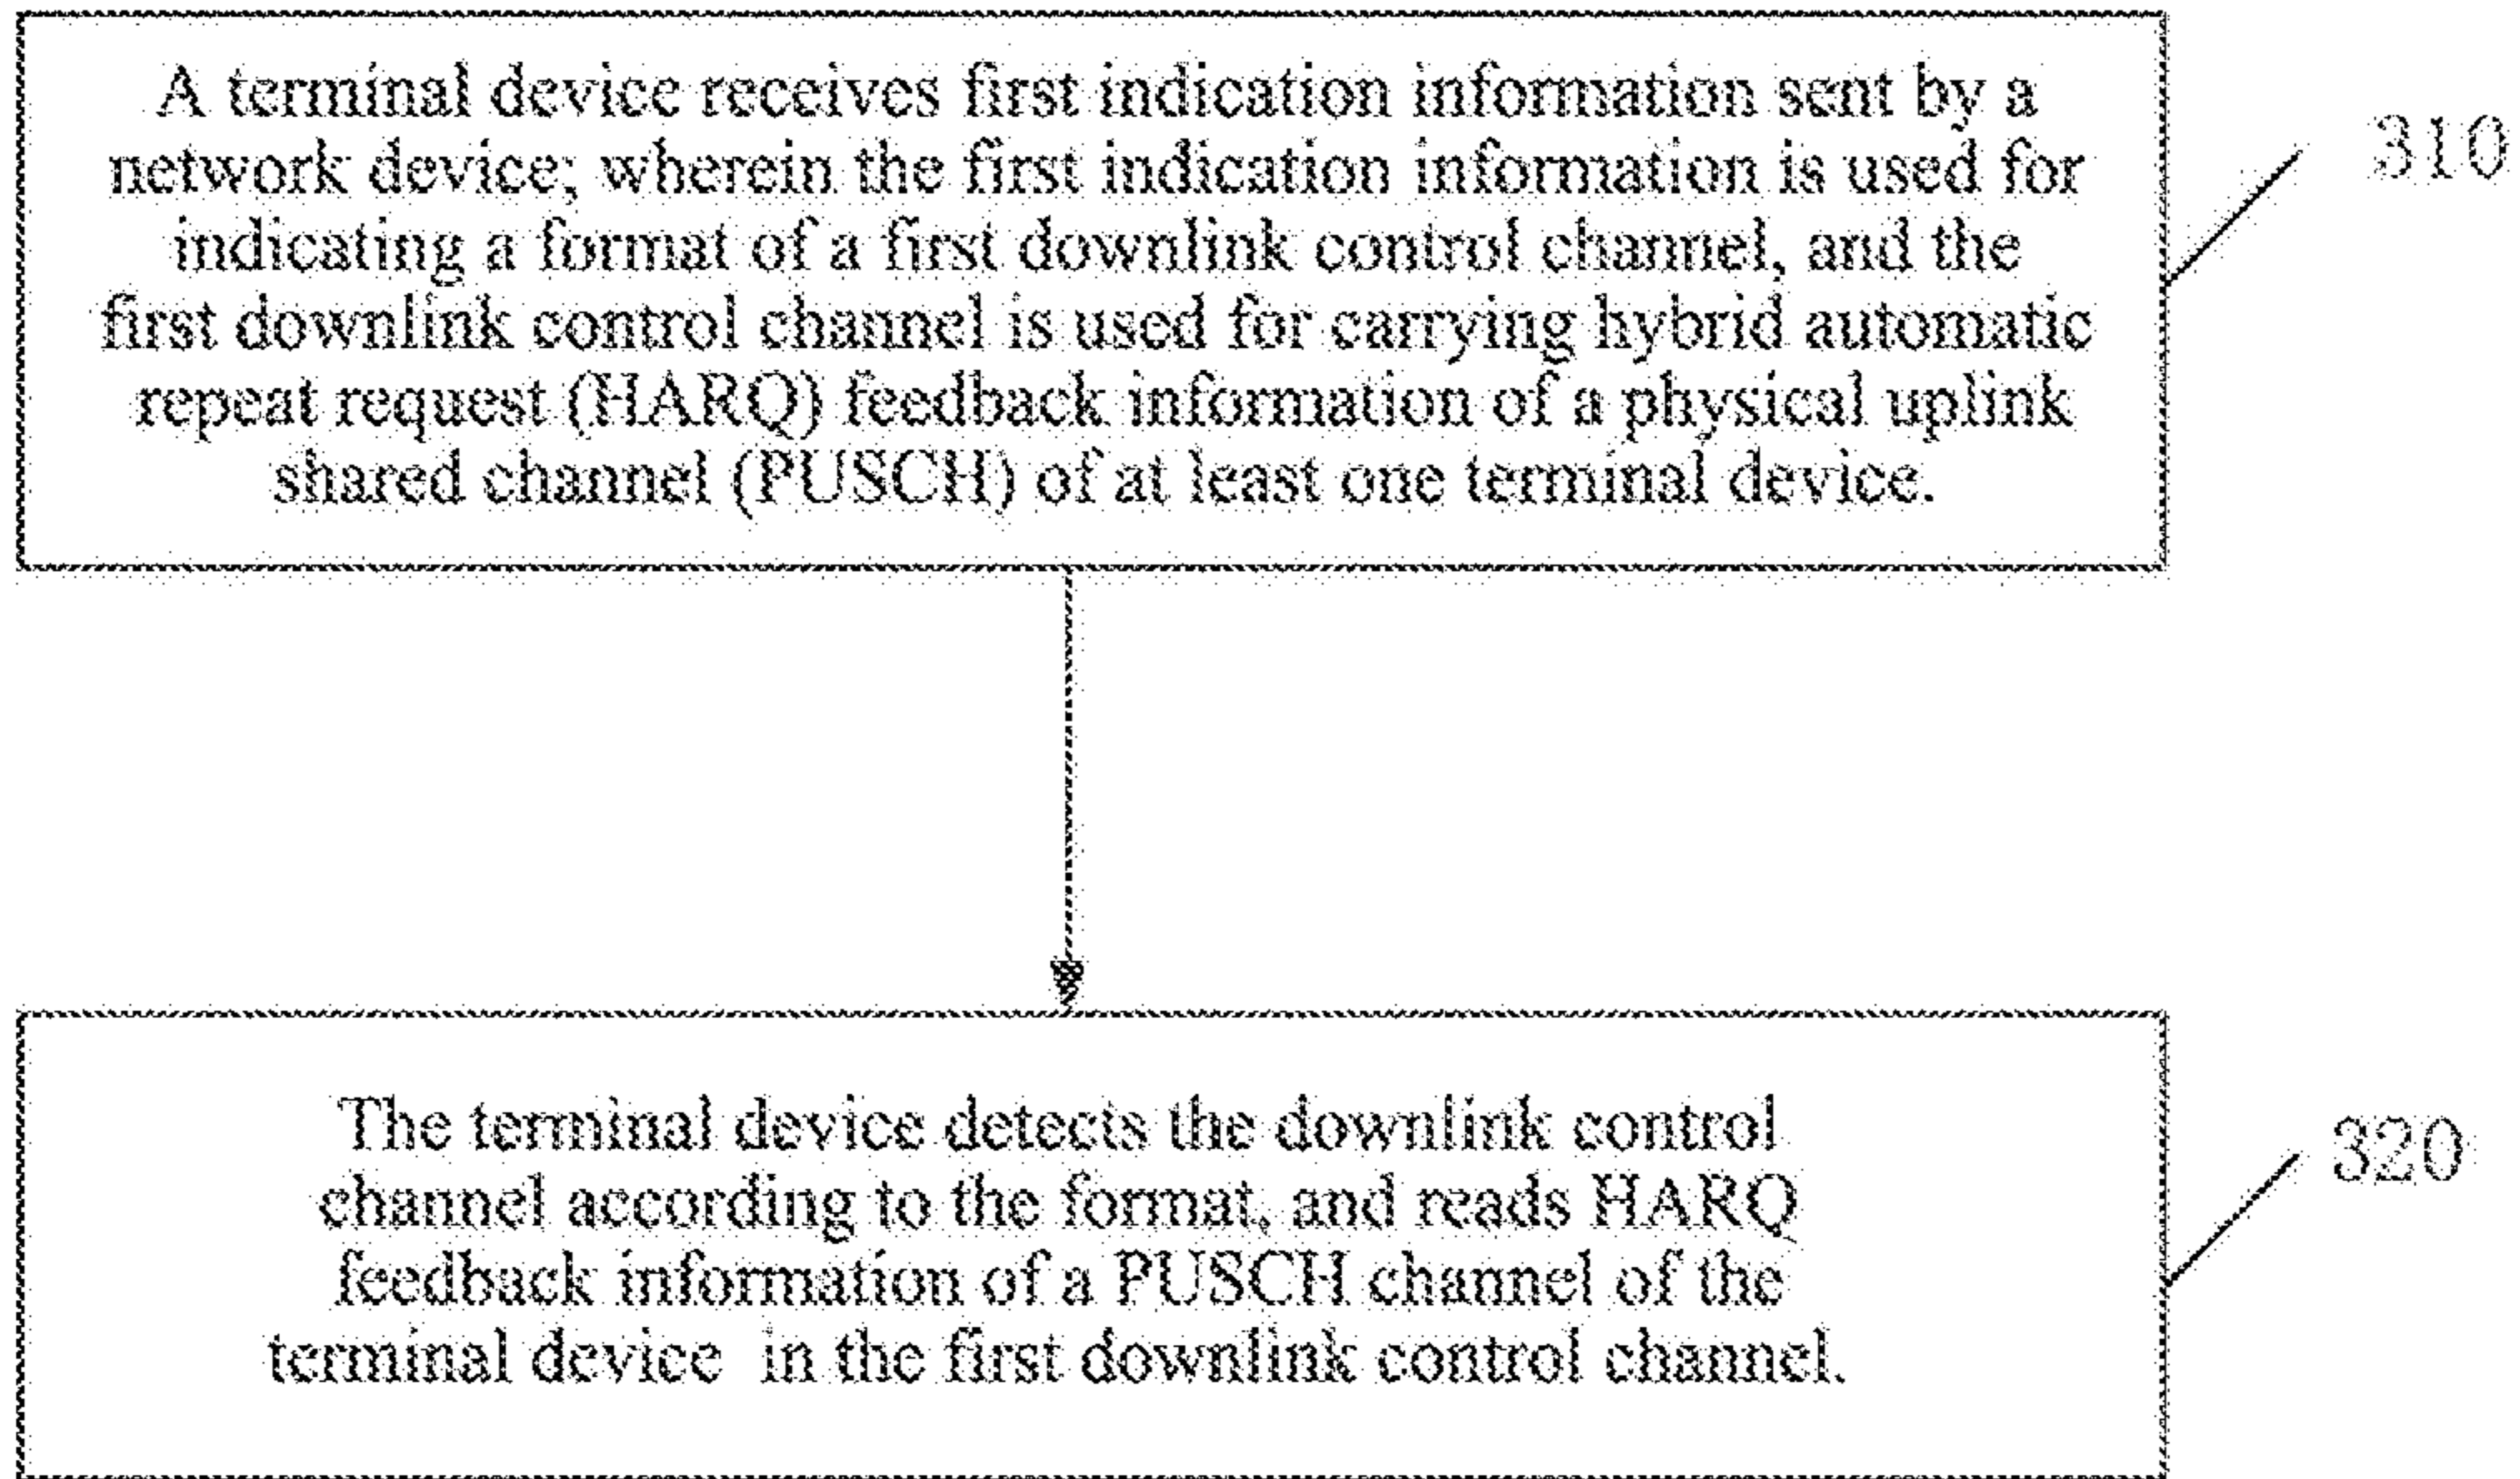 A terminal device receives first indication information sent by a
network device; wherein the first indication information is used for
indicating a format of a first downlink control channel, and the
first downlink control channel is used for carrying hybrid automatic
repeat request (HARQ) feedback information of a physical uplink
shared channel (PUSCH) of at least one terminal device.
310
The terminal device detects the downlink control
channel according to the format, and reads HARQ
feedback information of a PUSCH channel of the
terminal device in the first downlink control channel.
320